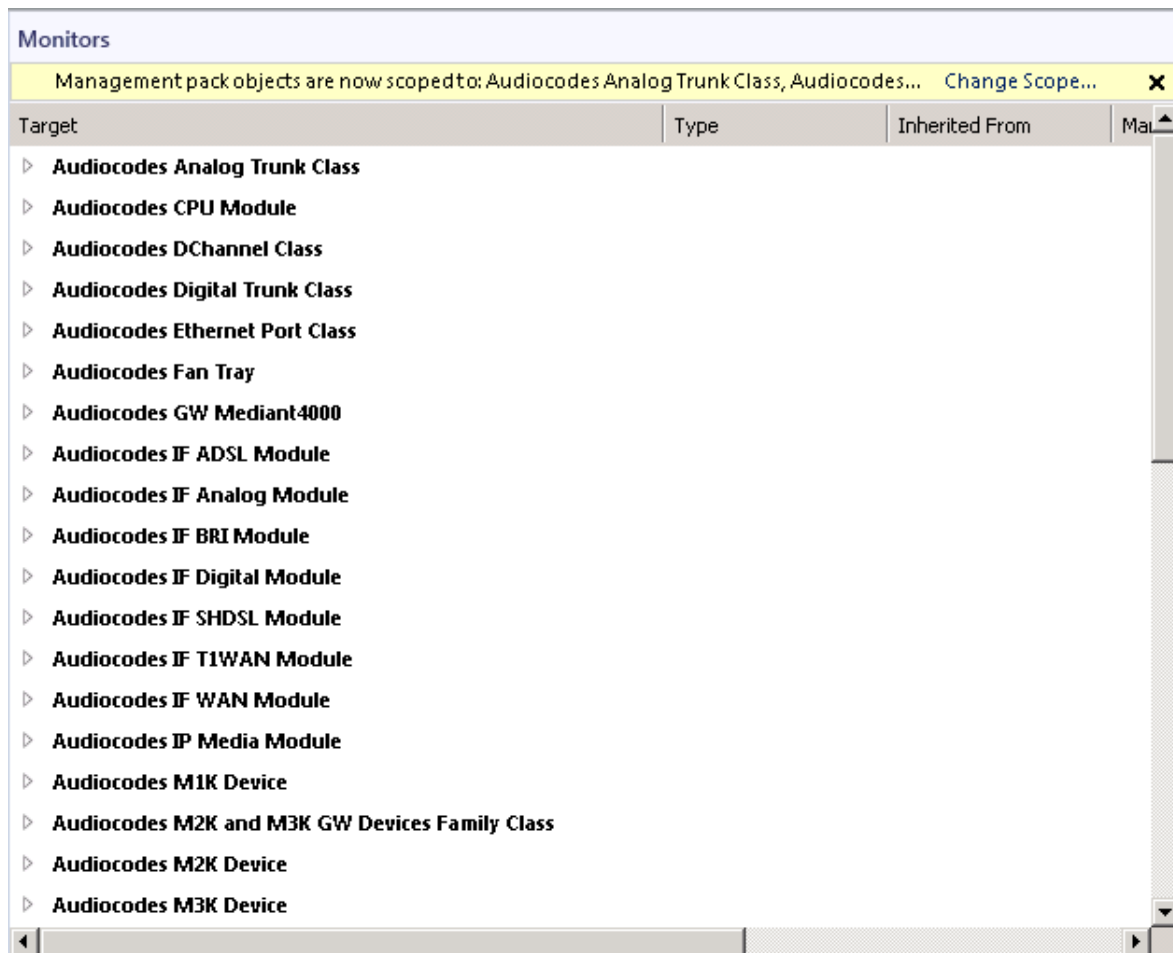 Monitors
Management pack objects are now scoped to: Audiocodes Analog Trunk Class, Audiocodes... Change Scope...
Target Type Inherited From Ma
Audiocodes Analog Trunk Class
Audiocodes CPU Module
Audiocodes DChannel Class
Audiocodes Digital Trunk Class
Audiocodes Ethernet Port Class
Audiocodes Fan Tray
Audiocodes GW Mediant4000
Audiocodes IF ADSL Module
Audiocodes IF Analog Module
Audiocodes IF BRI Module
Audiocodes IF Digital Module
Audiocodes IF SHDSL Module
Audiocodes IF T1WAN Module
Audiocodes IF WAN Module
Audiocodes IP Media Module
Audiocodes M1K Device
Audiocodes M2K and M3K GW Devices Family Class
Audiocodes M2K Device
Audiocodes M3K Device